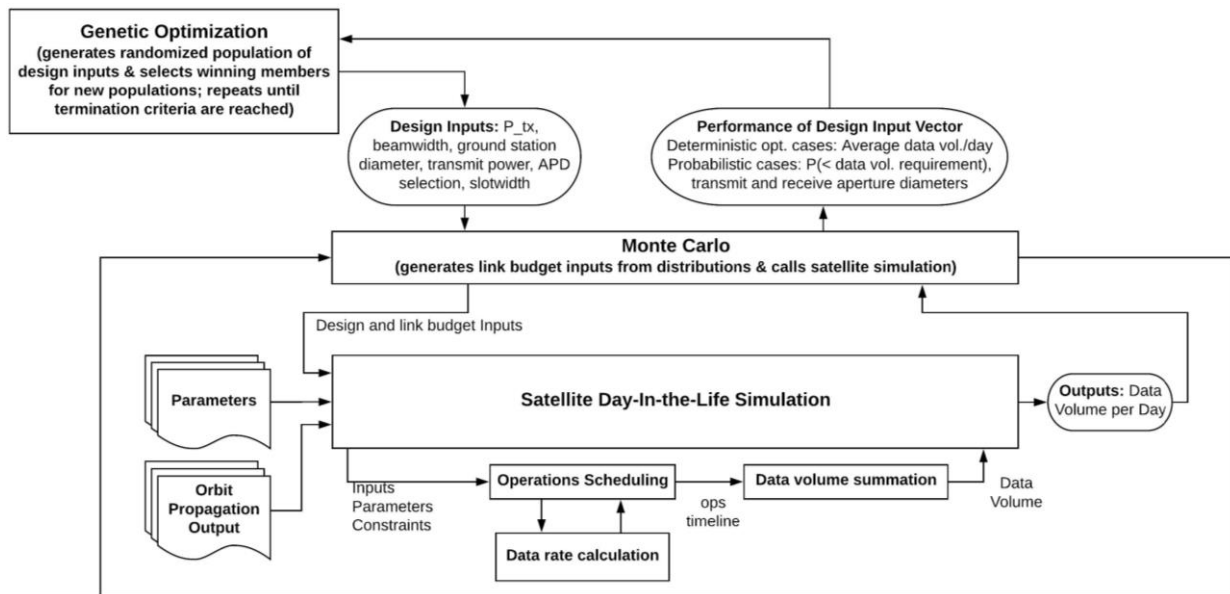 Genetic Optimization
(generates randomized population of
design inputs & selects winning members
for new populations; repeats until
termination criteria are reached)
Design Inputs: P_tx,
beamwidth, ground station
diameter, transmit power, APD
selection, slotwidth
Performance of Design Input Vector
Deterministic opt. cases: Average data vol./day
Probabilistic cases: P(< data vol. requirement),
transmit and receive aperture diameters
Monte Carlo
(generates link budget inputs from distributions & calls satellite simulation)
Design and link budget Inputs
Parameters
Satellite Day-In-the-Life Simulation
Outputs: Data
Volume per Day
Orbit
Propagation
Output
Inputs
Parameters
Constraints
Operations Scheduling
ops
timeline
Data volume summation
Data
Volume
Data rate calculation